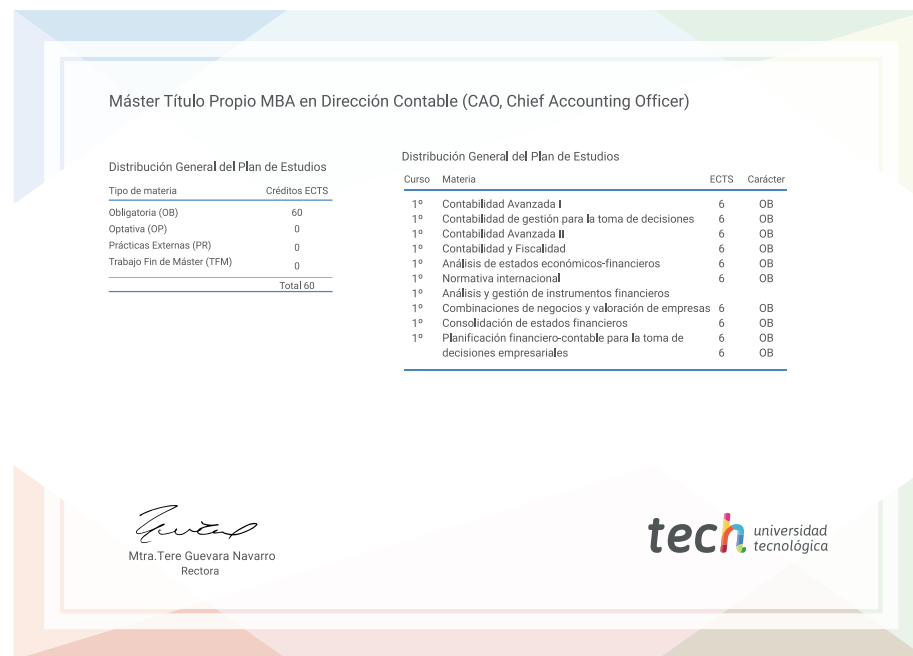 Máster Título Propio MBA en Dirección Contable (CAO, Chief Accounting Officer)
Distribución General del Plan de Estudios
Tipo de materia Créditos ECTS
Obligatoria (OB) 60
Optativa (OP) 0
Prácticas Externas (PR) 0
Trabajo Fin de Máster (TFM) 0
Total 60
Distribución General del Plan de Estudios
Curso Materia ECTS Carácter
1º Contabilidad Avanzada I 6 OB
1º Contabilidad de gestión para la toma de decisiones 6 OB
1º Contabilidad Avanzada II 6 OB
1º Contabilidad y Fiscalidad 6 OB
1º Análisis de estados económicos-financieros 6 OB
1º Normativa internacional 6 OB
1º Análisis y gestión de instrumentos financieros
1º Combinaciones de negocios y valoración de empresas 6 OB
1º Consolidación de estados financieros 6 OB
1º Planificación financiero-contable para la toma de 6 OB
decisiones empresariales 6 OB
Mtra.Tere Guevara Navarro
Rectora
tech universidad
tecnológica